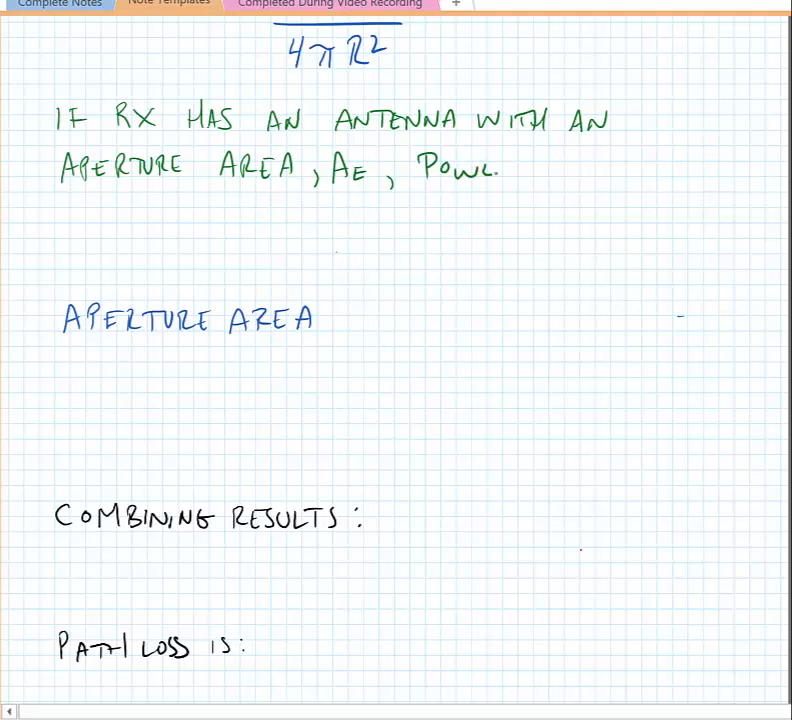 Complete Notes Note Templates Completed During Video Recording +
4πR²
IF RX HAS AN ANTENNA WITH AN
APERTURE AREA, AE, POWL
APERTURE AREA
COMBINING RESULTS:
PATH LOSS IS: